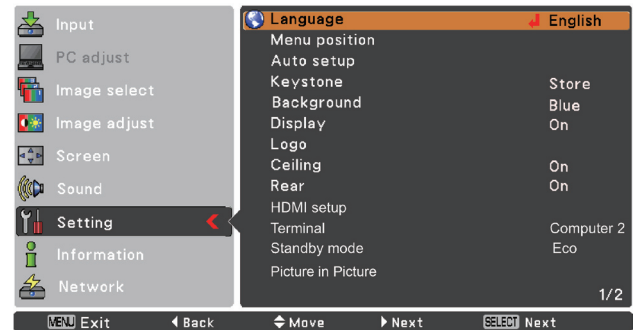 Input
PC adjust
Image select
Image adjust
Screen
Sound
Setting
Information
Network
Language English
Menu position
Auto setup
Keystone Store
Background Blue
Display On
Logo
Ceiling On
Rear On
HDMI setup
Terminal Computer 2
Standby mode Eco
Picture in Picture
1/2
MENU Exit Back Move Next SELECT Next